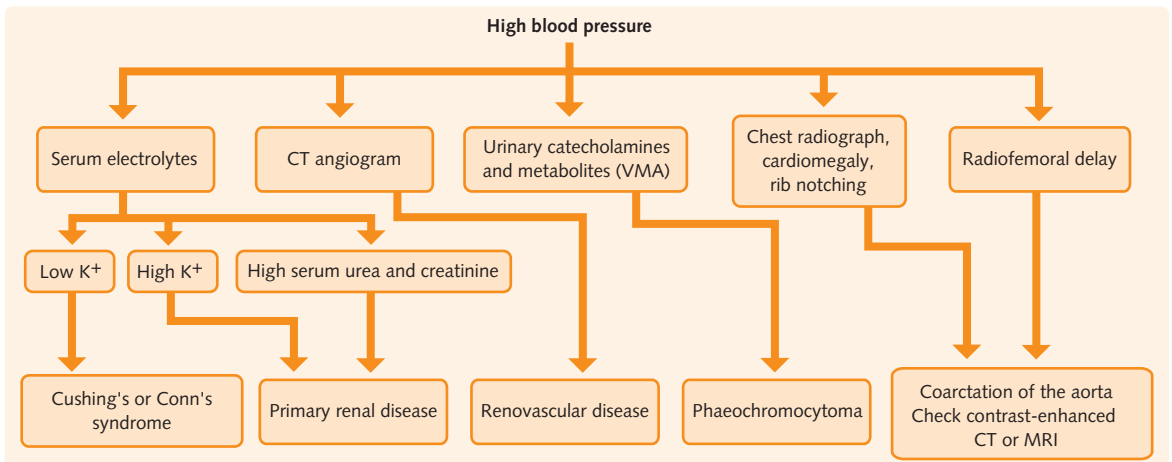 High blood pressure
Serum electrolytes
CT angiogram
Urinary catecholamines
and metabolites (VMA)
Chest radiograph,
cardiomegaly,
rib notching
Radiofemoral delay
Low K+
High K+
High serum urea and creatinine
Cushing's or Conn's
syndrome
Primary renal disease
Renovascular disease
Phaeochromocytoma
Coarctation of the aorta
Check contrast-enhanced
CT or MRI